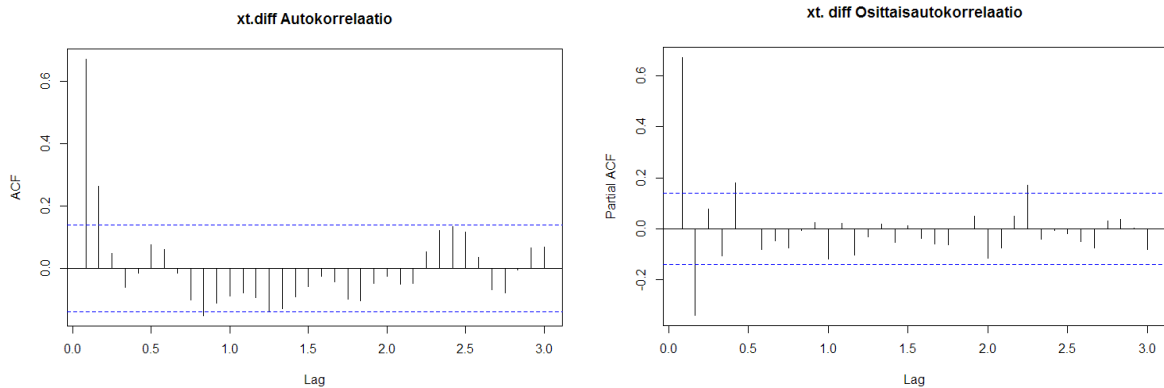 xt.diff Autokorrelaatio
ACF
0.6
0.4
0.2
0.0
0.0 0.5 1.0 1.5 2.0 2.5 3.0
Lag
xt. diff Osittaisautokorrelaatio
Partial ACF
0.6
0.4
0.2
0.0
-0.2
0.0 0.5 1.0 1.5 2.0 2.5 3.0
Lag